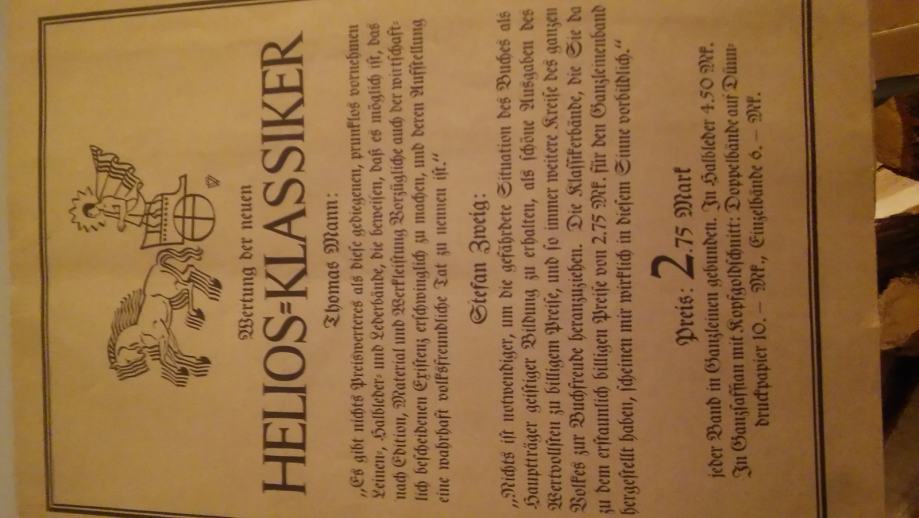 Wertung der neuen
HELIOS=KLASSIKER
Thomas Mann:
„Es gibt nichts Preiswerteres als diese gediegenen, prunklos vornehmen
Leinen-, Halbleder- und Lederbände, die beweisen, daß es möglich ist, das
nach Edition, Material und Werkleistung Vorzügliche auch der wirtschaft-
lich bescheidenen Existenz erschwinglich zu machen, und deren Aufstellung
eine wahrhaft volksfreundliche Tat zu nennen ist.“
Stefan Zweig:
„Nichts ist notwendiger, um die gefährdete Situation des Buches als
Hauptträger geistiger Bildung zu erhalten, als schöne Ausgaben des
Wertvollsten zu billigem Preise, und so immer weitere Kreise des ganzen
Volkes zur Buchfreude heranzuziehen. Die Klassikerbände, die Sie da
zu dem erstaunlich billigen Preise von 2.75 Mk. für den Ganzleinenband
hergestellt haben, scheinen mir wirklich in diesem Sinne vorbildlich.“
Preis: 2.75 Mark
jeder Band in Ganzleinen gebunden. In Halbleder 4.50 Mk.
In Ganzsaffian mit Kopfgoldschnitt: Doppelbände auf Dünn-
druckpapier 10.– Mk., Einzelbände 6.– Mk.